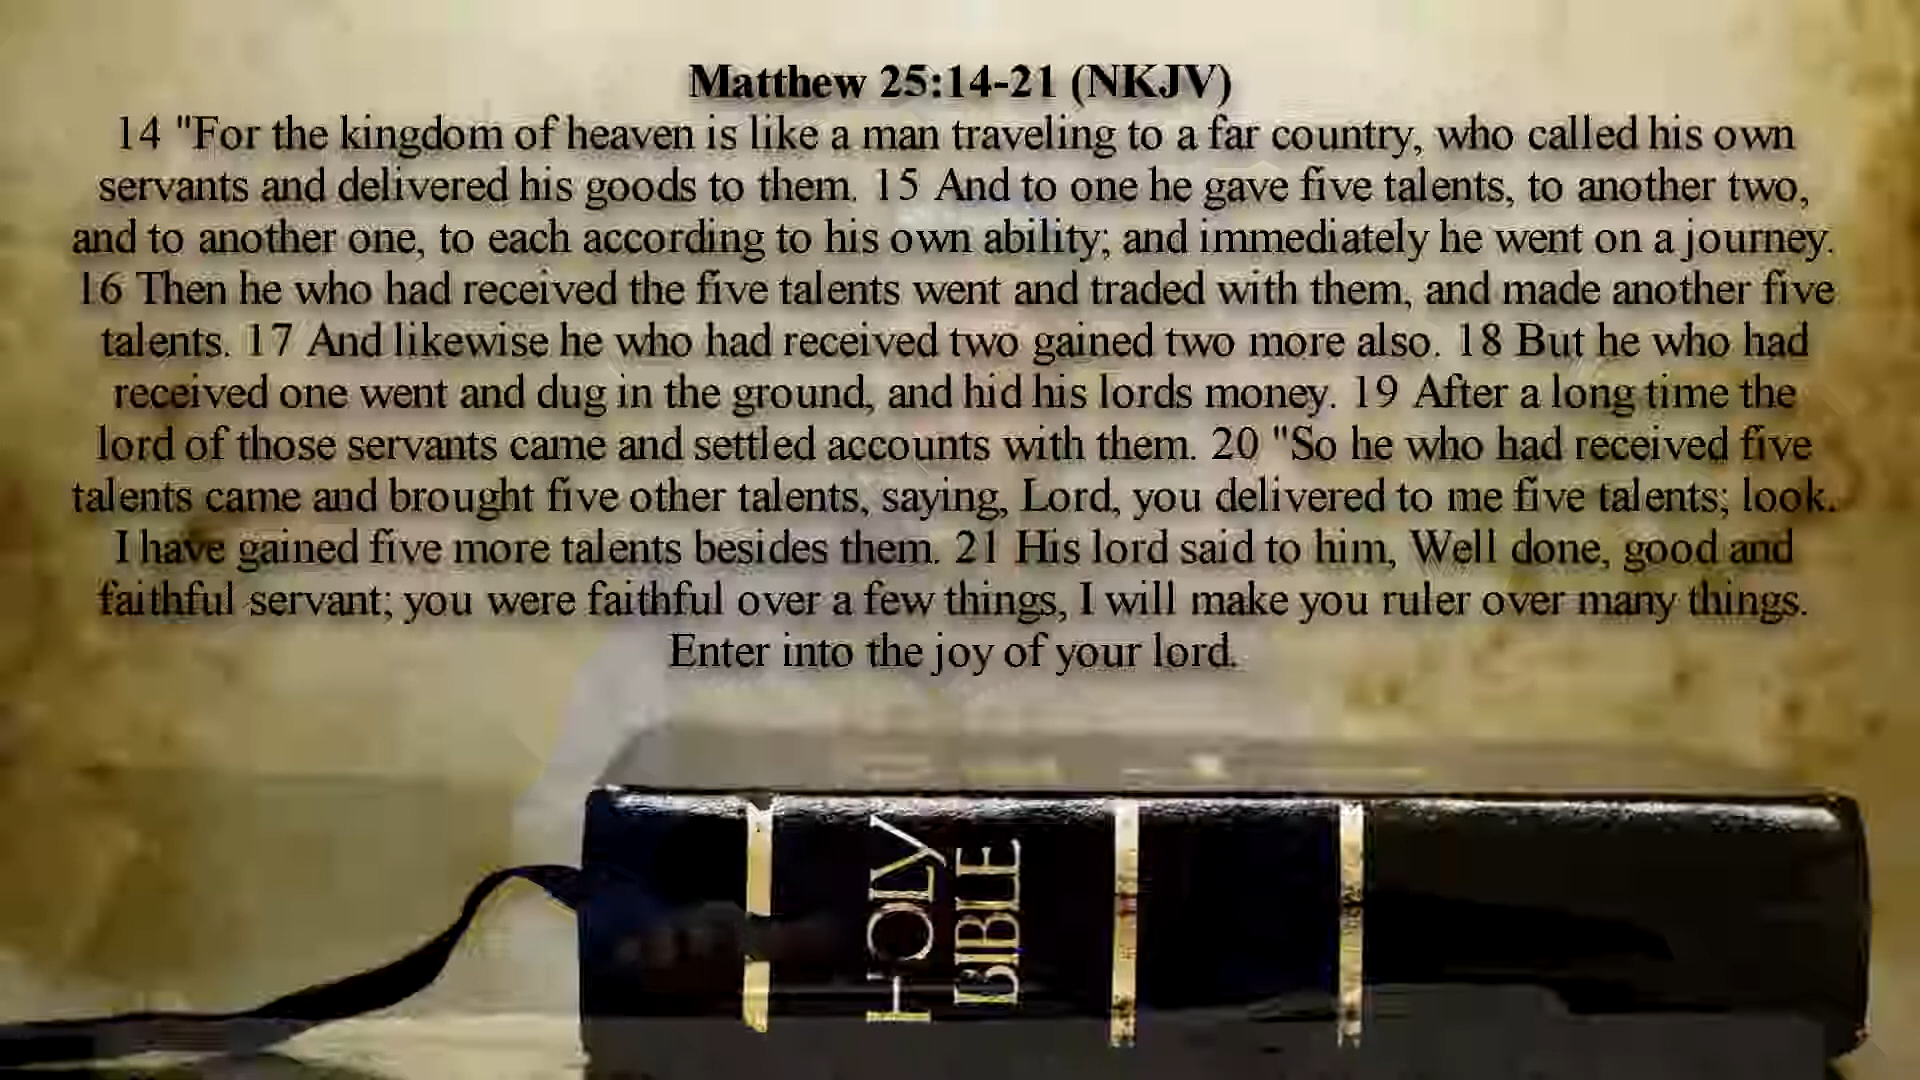 Matthew 25:14-21 (NKJV)
14 "For the kingdom of heaven is like a man traveling to a far country, who called his own
servants and delivered his goods to them. 15 And to one he gave five talents, to another two,
and to another one, to each according to his own ability; and immediately he went on a journey.
16 Then he who had received the five talents went and traded with them, and made another five
talents. 17 And likewise he who had received two gained two more also. 18 But he who had
received one went and dug in the ground, and hid his lords money. 19 After a long time the
lord of those servants came and settled accounts with them. 20 "So he who had received five
talents came and brought five other talents, saying, Lord, you delivered to me five talents; look.
I have gained five more talents besides them. 21 His lord said to him, Well done, good and
faithful servant; you were faithful over a few things, I will make you ruler over many things.
Enter into the joy of your lord.
HOLY
BIBLE